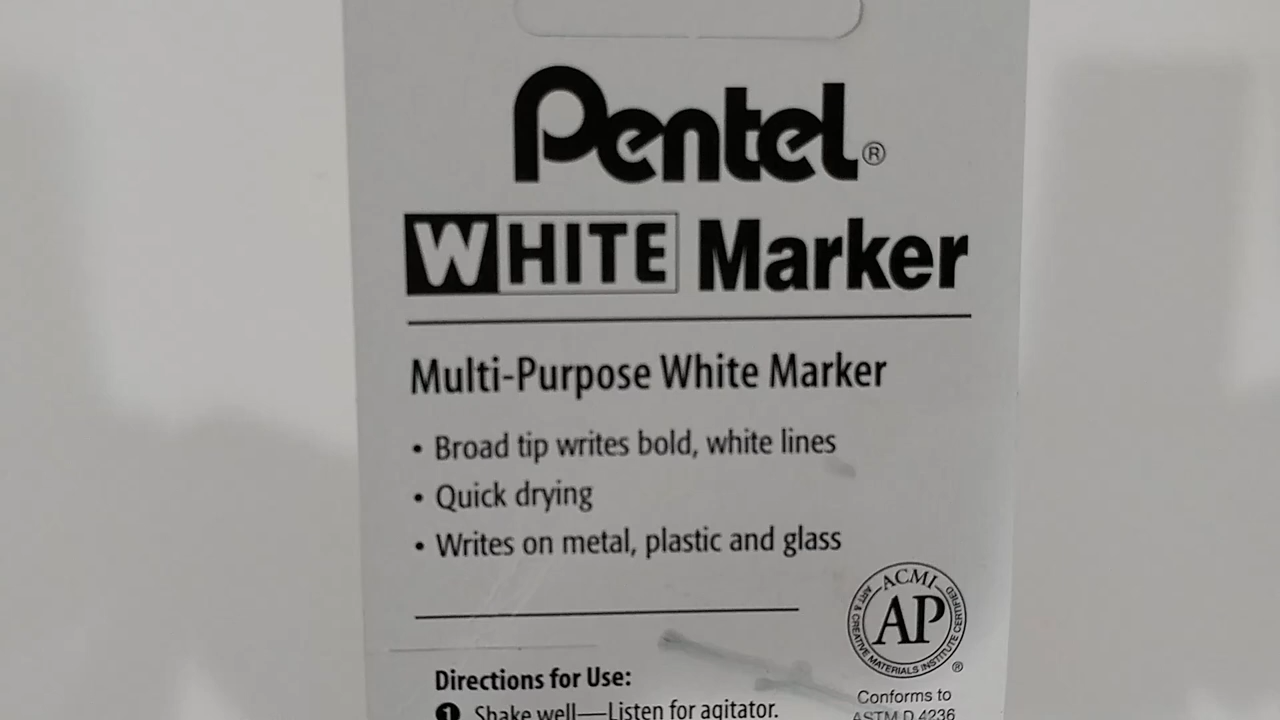 Pentel®
WHITE Marker
Multi-Purpose White Marker
• Broad tip writes bold, white lines
• Quick drying
• Writes on metal, plastic and glass
ACMI
AP
ART & CREATIVE MATERIALS INSTITUTE CERTIFIED
®
Conforms to
ASTM D 4236
Directions for Use:
1 Shake well—Listen for agitator.